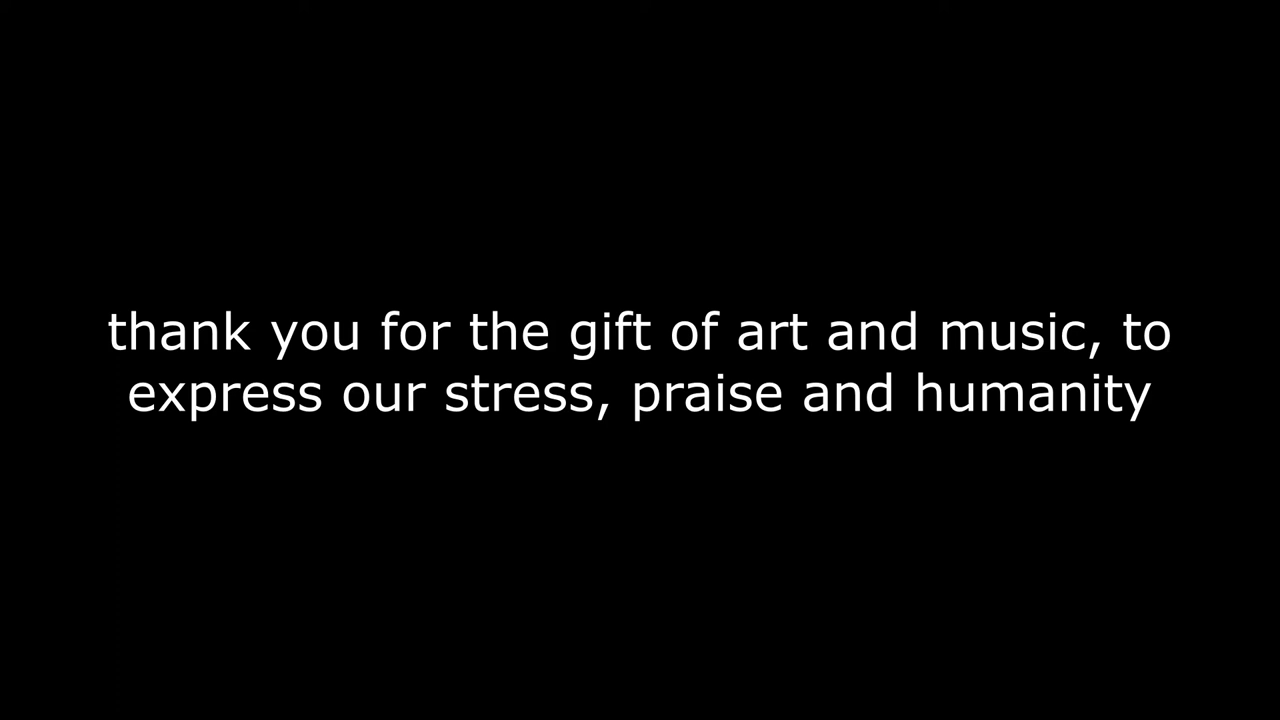 thank you for the gift of art and music, to
express our stress, praise and humanity